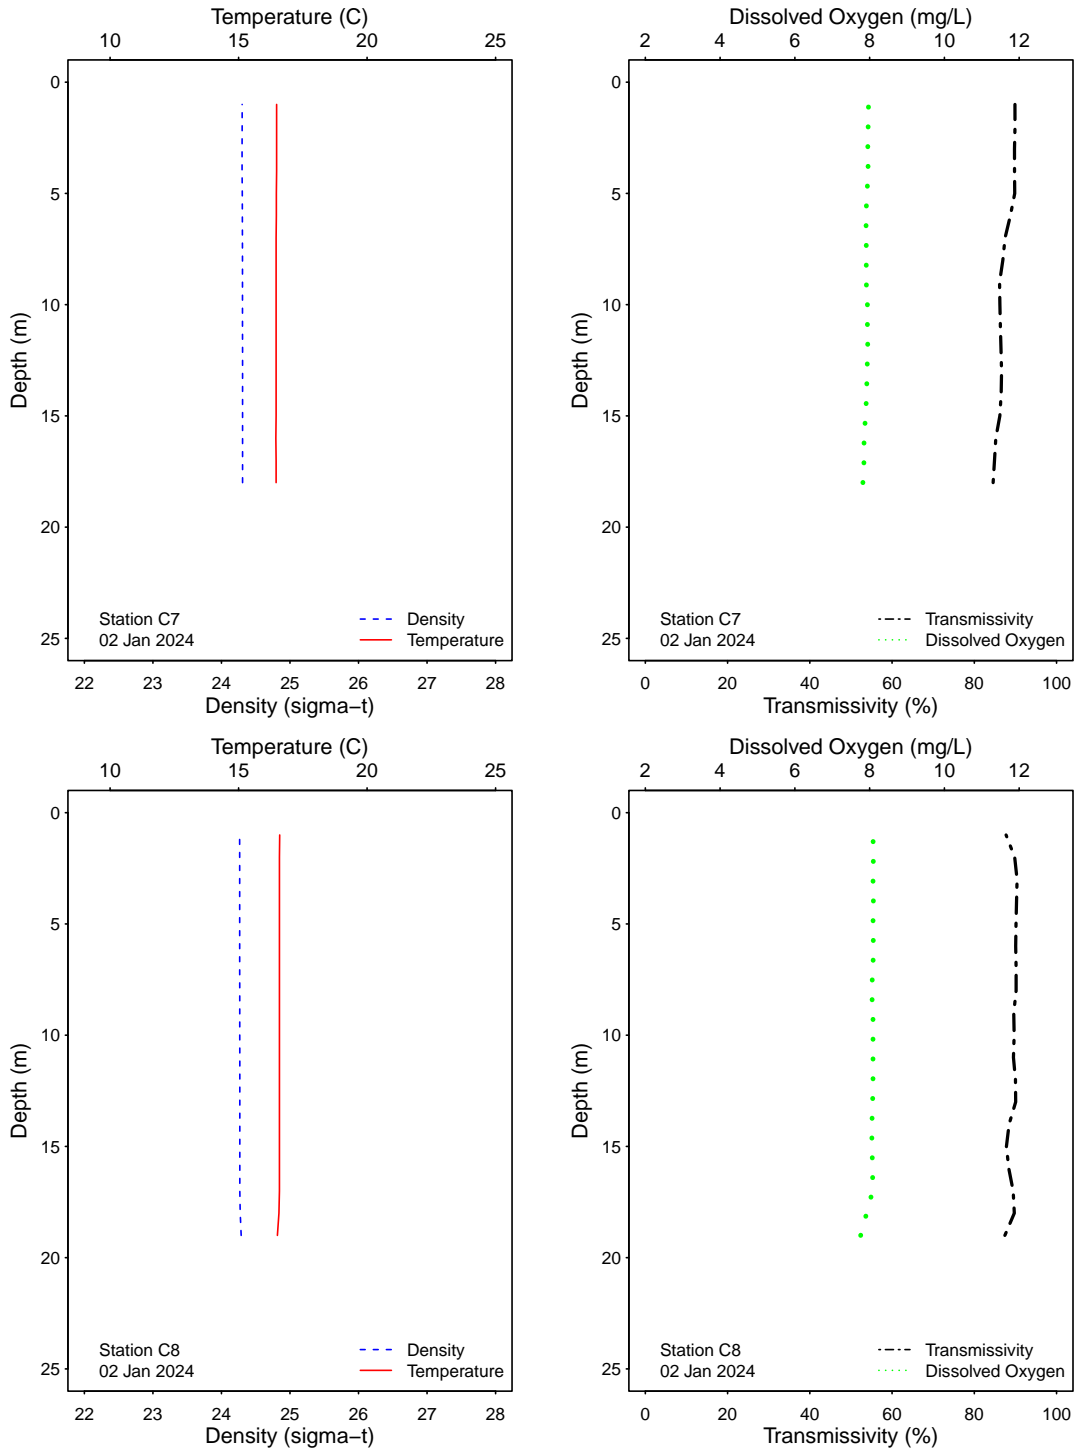 Temperature (C)
10 15 20 25
0
5
10
15
20
25
Depth (m)
Station C7
02 Jan 2024
Density
Temperature
22 23 24 25 26 27 28
Density (sigma−t)
Dissolved Oxygen (mg/L)
2 4 6 8 10 12
0
5
10
15
20
25
Depth (m)
Station C7
02 Jan 2024
Transmissivity
Dissolved Oxygen
0 20 40 60 80 100
Transmissivity (%)
Temperature (C)
10 15 20 25
0
5
10
15
20
25
Depth (m)
Station C8
02 Jan 2024
Density
Temperature
22 23 24 25 26 27 28
Density (sigma−t)
Dissolved Oxygen (mg/L)
2 4 6 8 10 12
0
5
10
15
20
25
Depth (m)
Station C8
02 Jan 2024
Transmissivity
Dissolved Oxygen
0 20 40 60 80 100
Transmissivity (%)